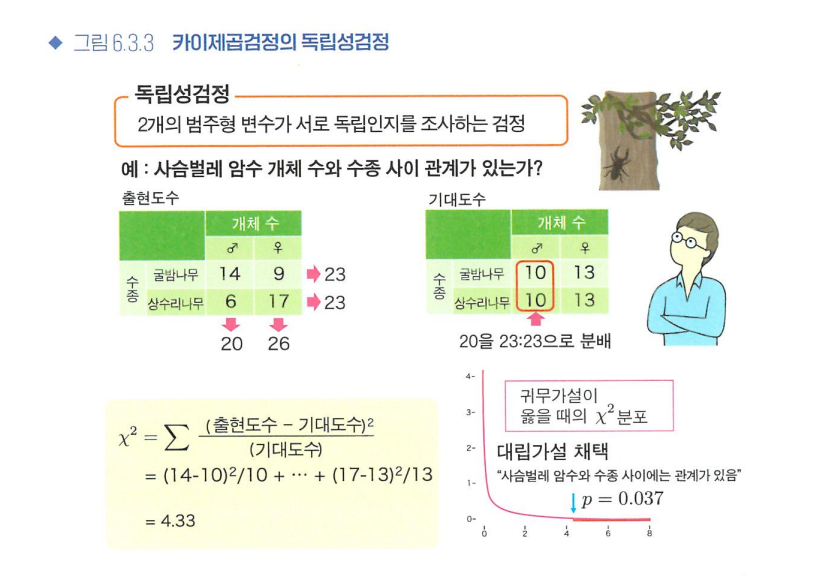 ◆ 그림 6.3.3 카이제곱검정의 독립성검정
독립성검정
2개의 범주형 변수가 서로 독립인지를 조사하는 검정
예 : 사슴벌레 암수 개체 수와 수종 사이 관계가 있는가?
출현도수
개체 수
♂ ♀
수종
굴밤나무 14 9 23
상수리나무 6 17 23
20 26
기대도수
개체 수
♂ ♀
수종
굴밤나무 10 13
상수리나무 10 13
20을 23:23으로 분배
χ² = ∑ (출현도수 − 기대도수)² / (기대도수)
= (14-10)²/10 + ··· + (17-13)²/13
= 4.33
귀무가설이
옳을 때의 χ² 분포
대립가설 채택
“사슴벌레 암수와 수종 사이에는 관계가 있음”
p = 0.037
4-
3-
2-
1-
0-
0 2 4 6 8